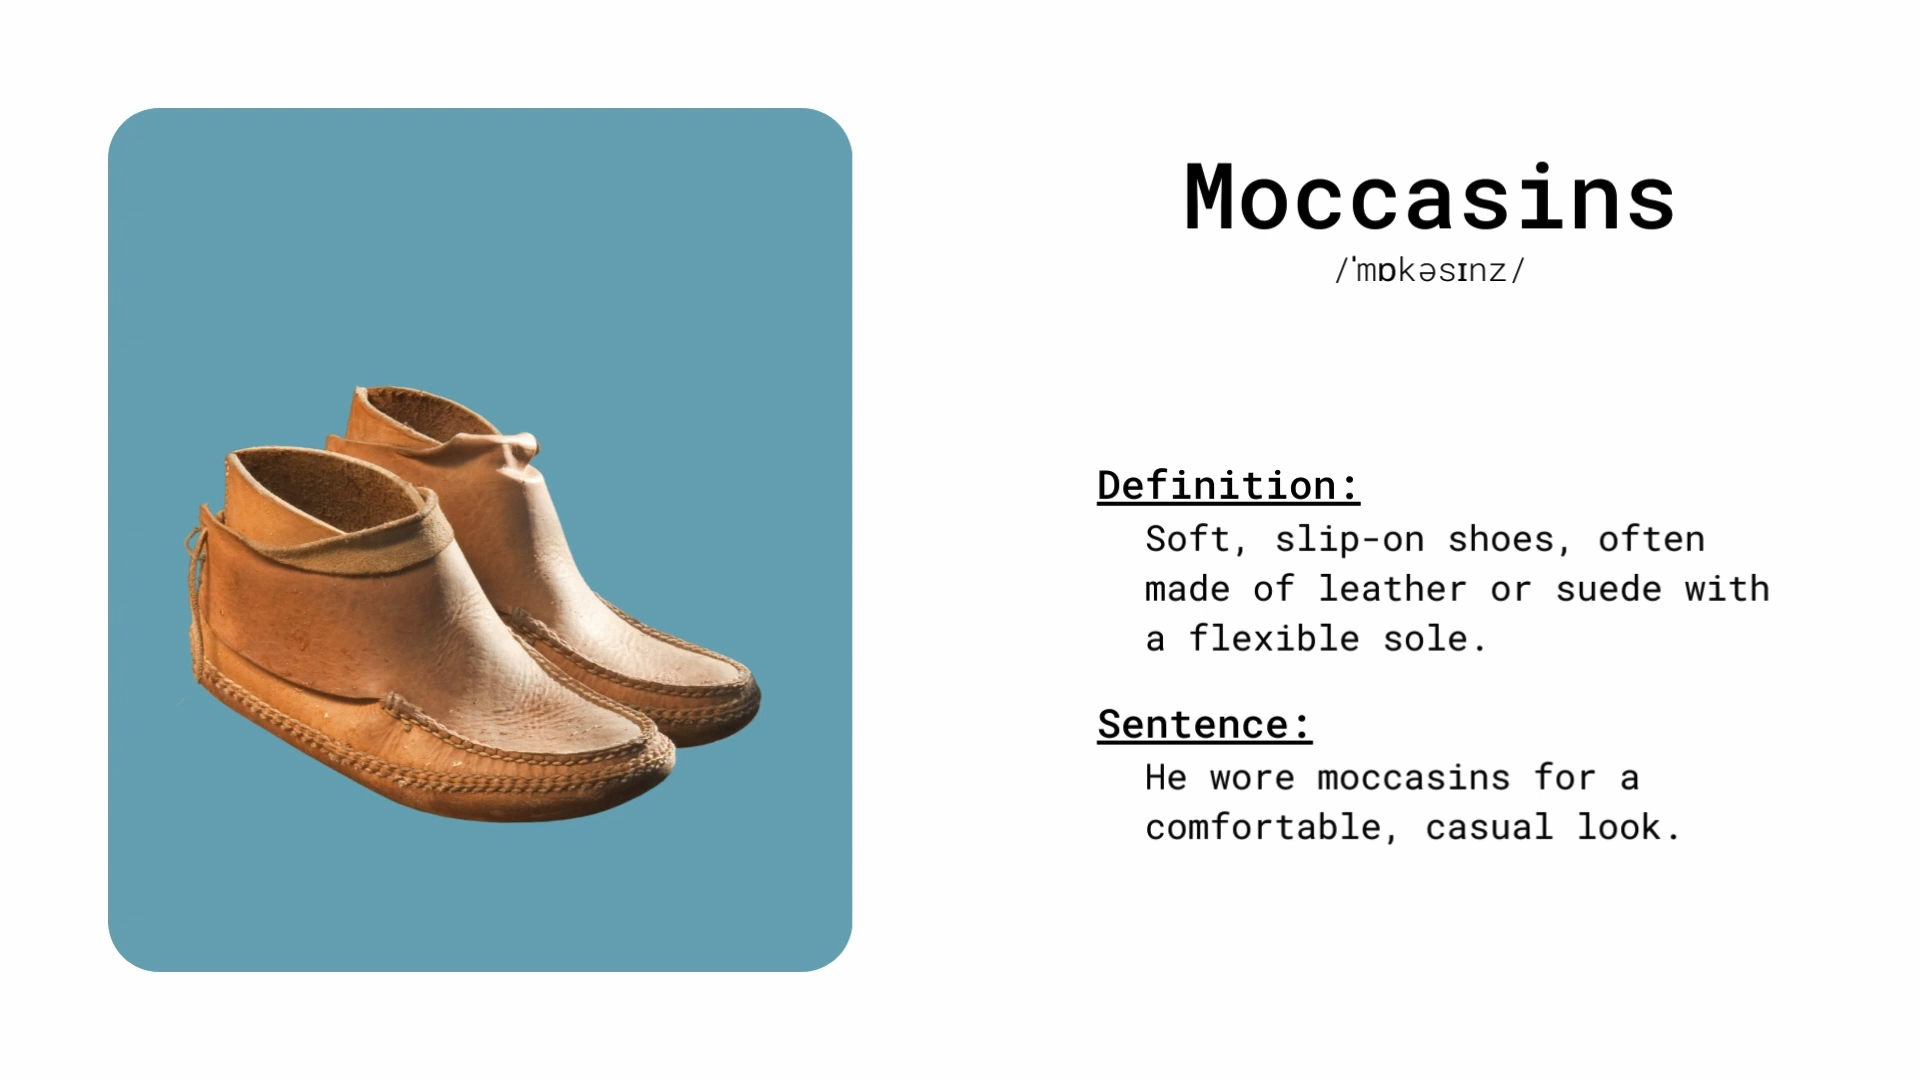 Moccasins
/ˈmɒkəsɪnz/
Definition:
Soft, slip-on shoes, often
made of leather or suede with
a flexible sole.
Sentence:
He wore moccasins for a
comfortable, casual look.